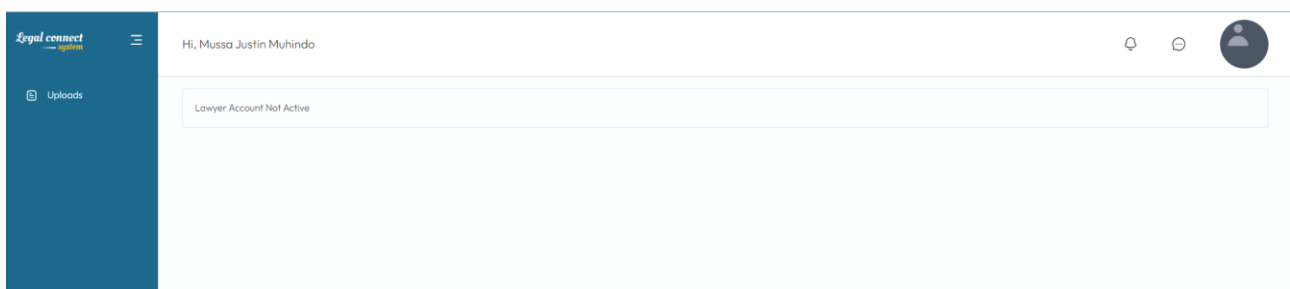 Legal connect
system
Hi, Mussa Justin Muhindo
Uploads
Lawyer Account Not Active